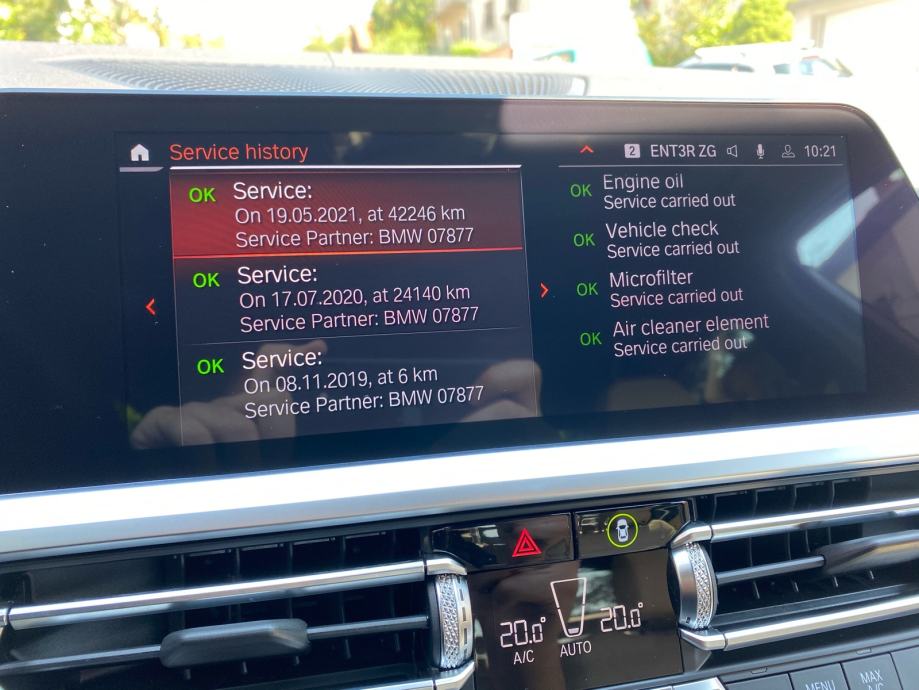 Service history
2 ENT3R ZG 10:21
OK Service:
On 19.05.2021, at 42246 km
Service Partner: BMW 07877
OK Service:
On 17.07.2020, at 24140 km
Service Partner: BMW 07877
OK Service:
On 08.11.2019, at 6 km
Service Partner: BMW 07877
OK Engine oil
Service carried out
OK Vehicle check
Service carried out
OK Microfilter
Service carried out
OK Air cleaner element
Service carried out
20.0° 20.0°
A/C AUTO
MENU
MAX
A/C